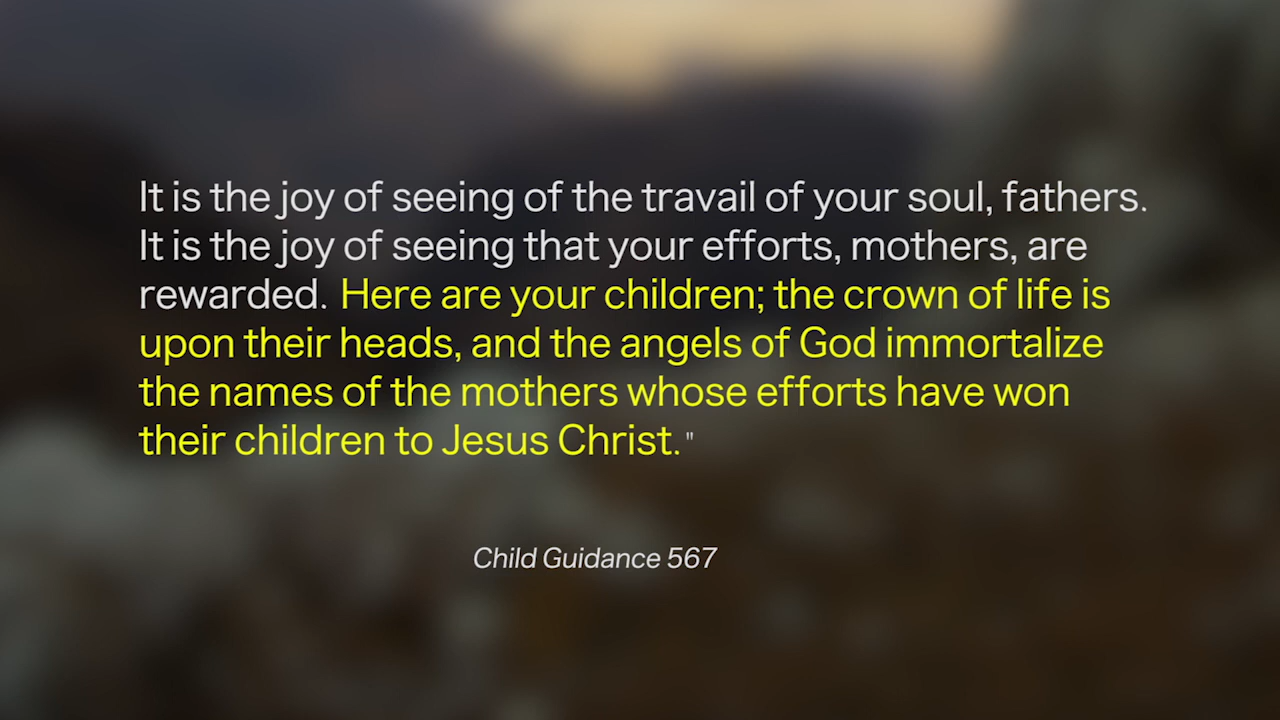 It is the joy of seeing of the travail of your soul, fathers.
It is the joy of seeing that your efforts, mothers, are
rewarded. Here are your children; the crown of life is
upon their heads, and the angels of God immortalize
the names of the mothers whose efforts have won
their children to Jesus Christ."
Child Guidance 567